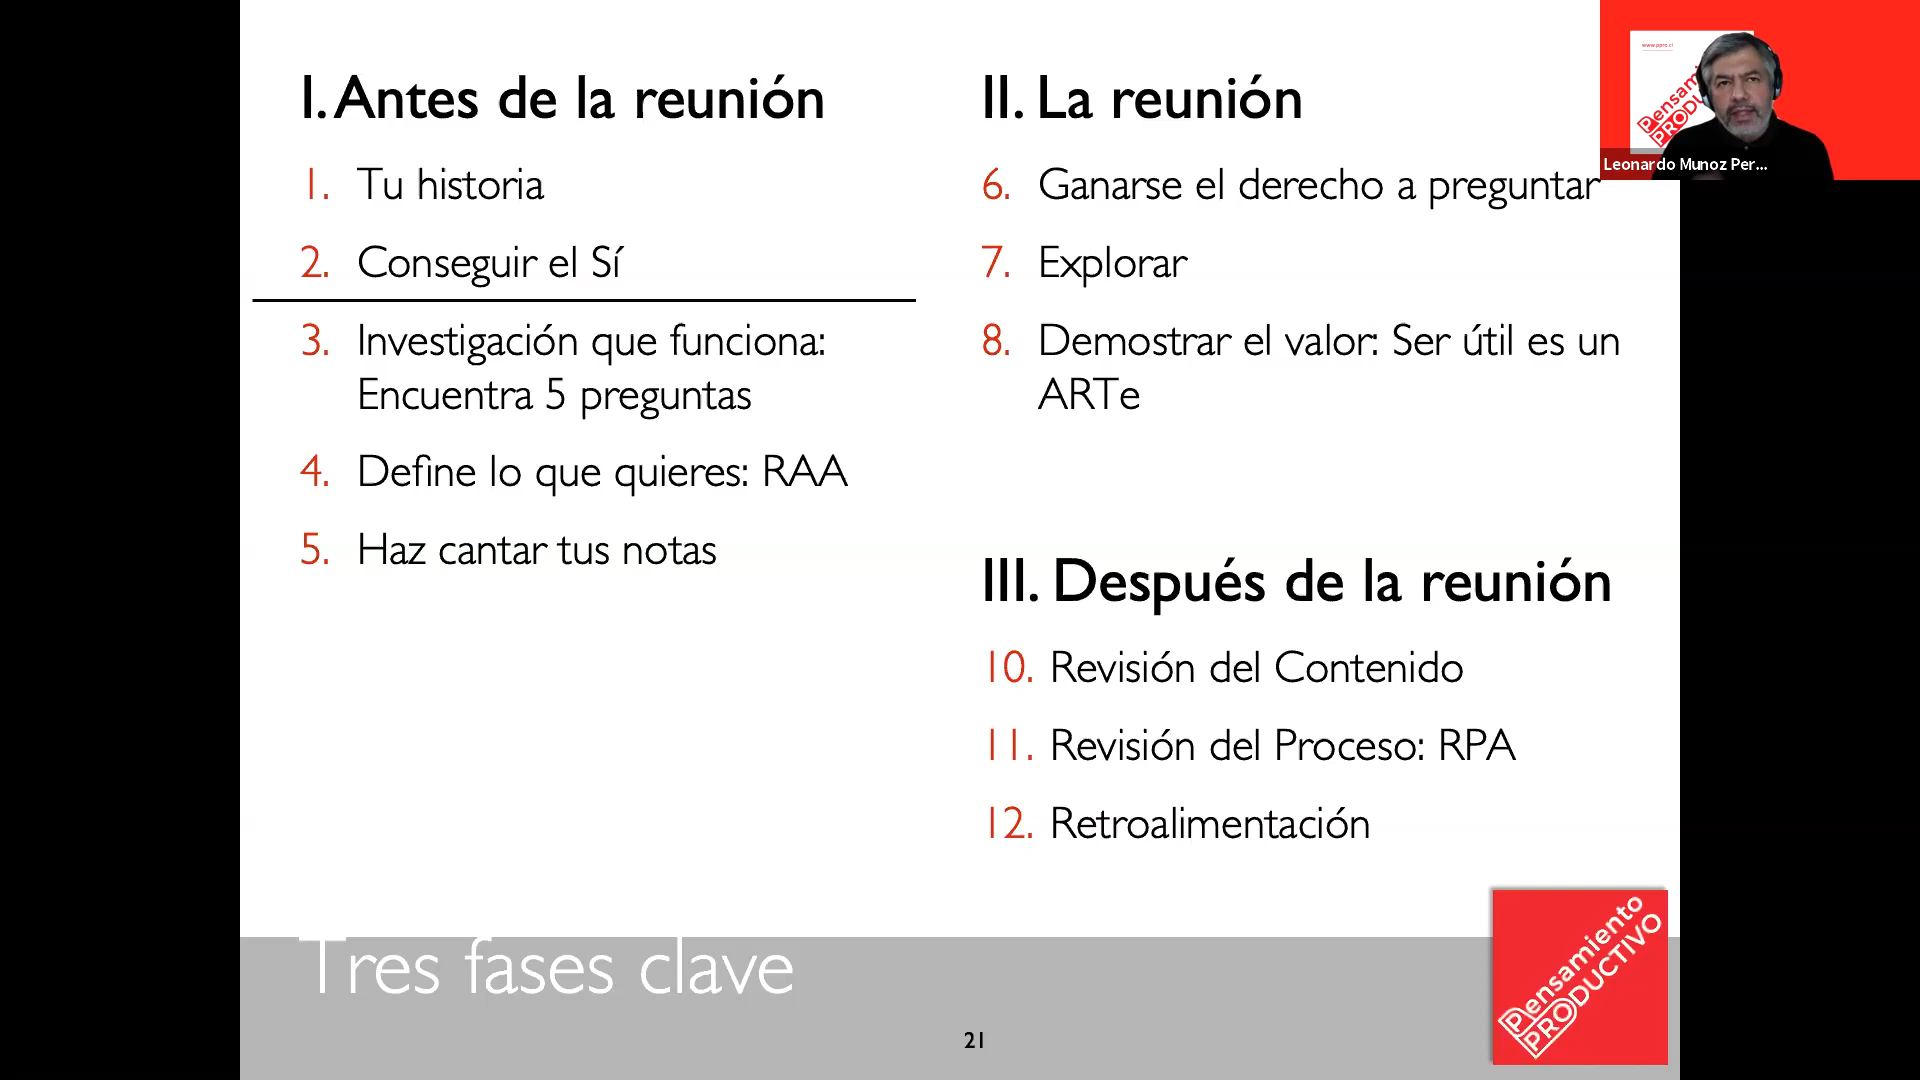 I. Antes de la reunión
1. Tu historia
2. Conseguir el Sí
3. Investigación que funciona:
Encuentra 5 preguntas
4. Define lo que quieres: RAA
5. Haz cantar tus notas
II. La reunión
6. Ganarse el derecho a preguntar
7. Explorar
8. Demostrar el valor: Ser útil es un
ARTe
III. Después de la reunión
10. Revisión del Contenido
11. Revisión del Proceso: RPA
12. Retroalimentación
Tres fases clave
21
Pensamiento
PRODUCTIVO
www.ppro.cl
Leonardo Munoz Per...